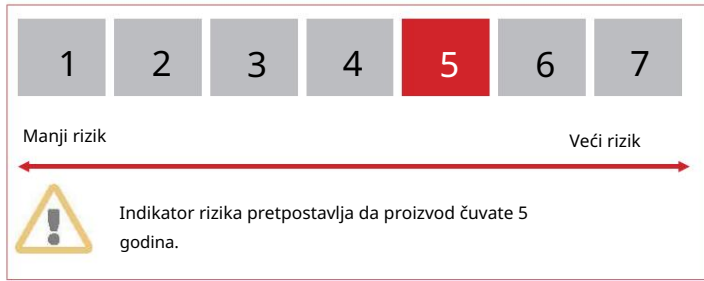 1 2 3 4 5 6 7
Manji rizik
Veći rizik
Indikator rizika pretpostavlja da proizvod čuvate 5
godina.